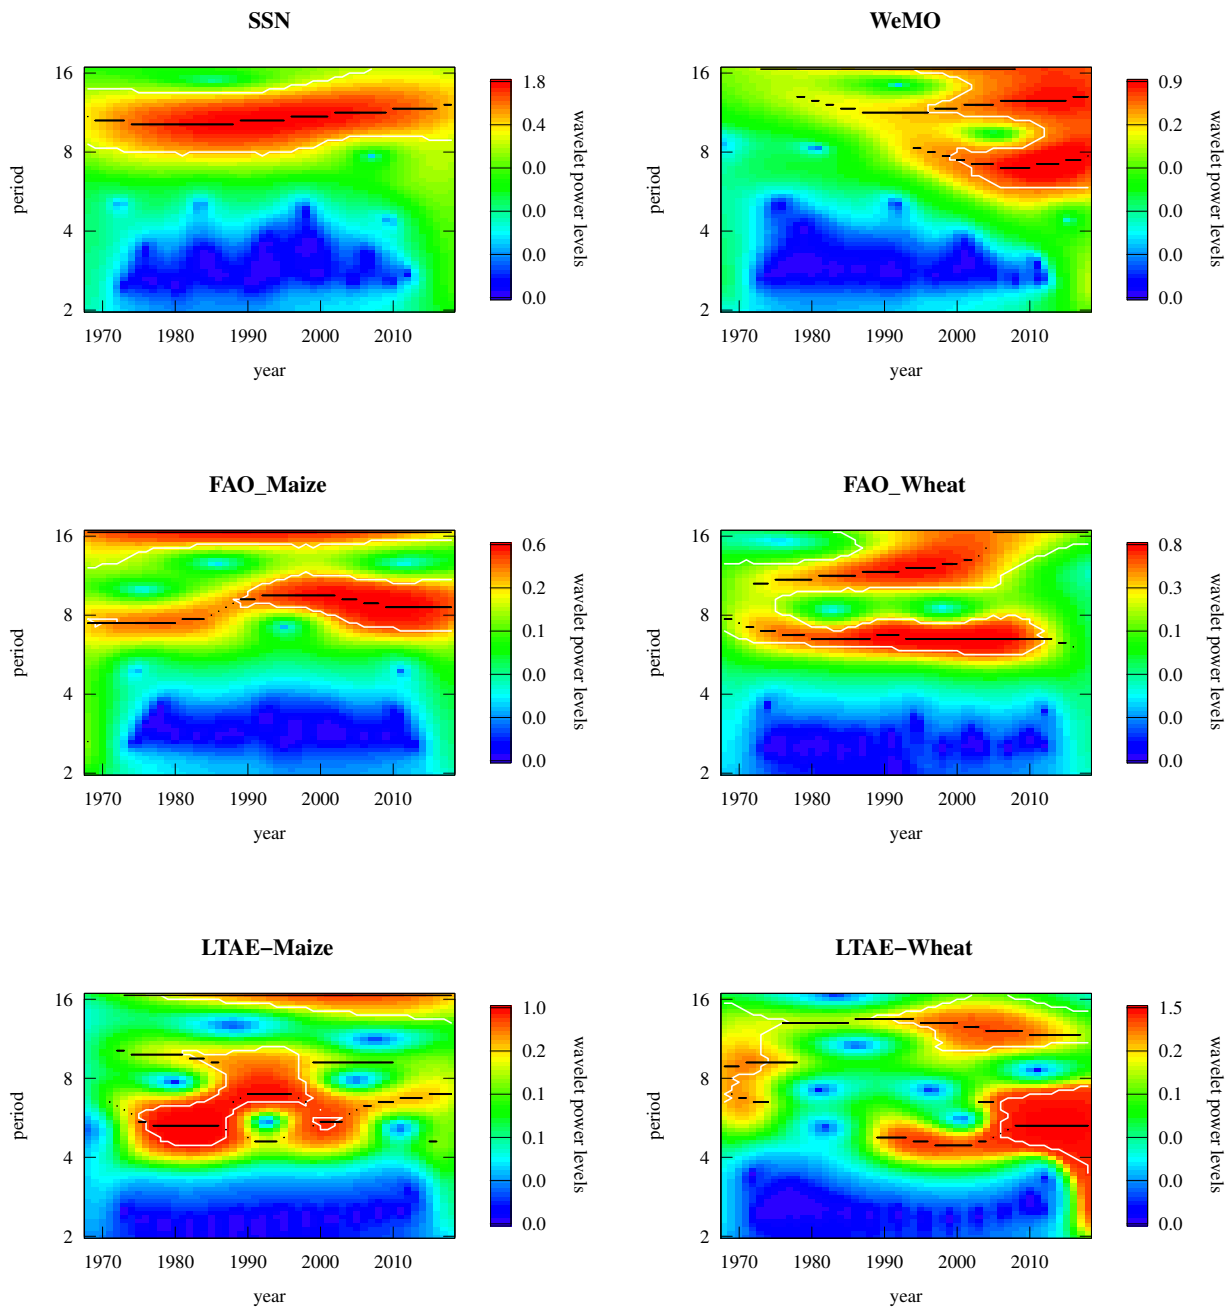 SSN
16
8
4
2
period
1970 1980 1990 2000 2010
year
1.8
0.4
0.0
0.0
0.0
0.0
wavelet power levels
WeMO
16
8
4
2
period
1970 1980 1990 2000 2010
year
0.9
0.2
0.0
0.0
0.0
0.0
wavelet power levels
FAO_Maize
16
8
4
2
period
1970 1980 1990 2000 2010
year
0.6
0.2
0.1
0.0
0.0
0.0
wavelet power levels
FAO_Wheat
16
8
4
2
period
1970 1980 1990 2000 2010
year
0.8
0.3
0.1
0.0
0.0
0.0
wavelet power levels
LTAE−Maize
16
8
4
2
period
1970 1980 1990 2000 2010
year
1.0
0.2
0.1
0.1
0.0
0.0
wavelet power levels
LTAE−Wheat
16
8
4
2
period
1970 1980 1990 2000 2010
year
1.5
0.2
0.1
0.0
0.0
0.0
wavelet power levels